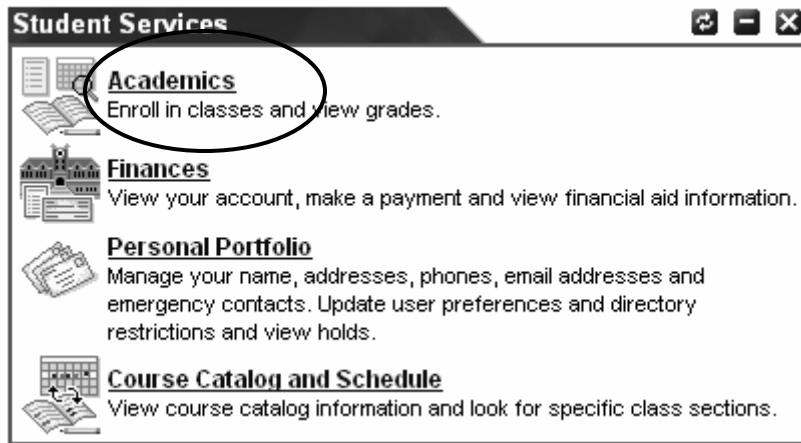 Student Services
Academics
Enroll in classes and view grades.
Finances
View your account, make a payment and view financial aid information.
Personal Portfolio
Manage your name, addresses, phones, email addresses and
emergency contacts. Update user preferences and directory
restrictions and view holds.
Course Catalog and Schedule
View course catalog information and look for specific class sections.